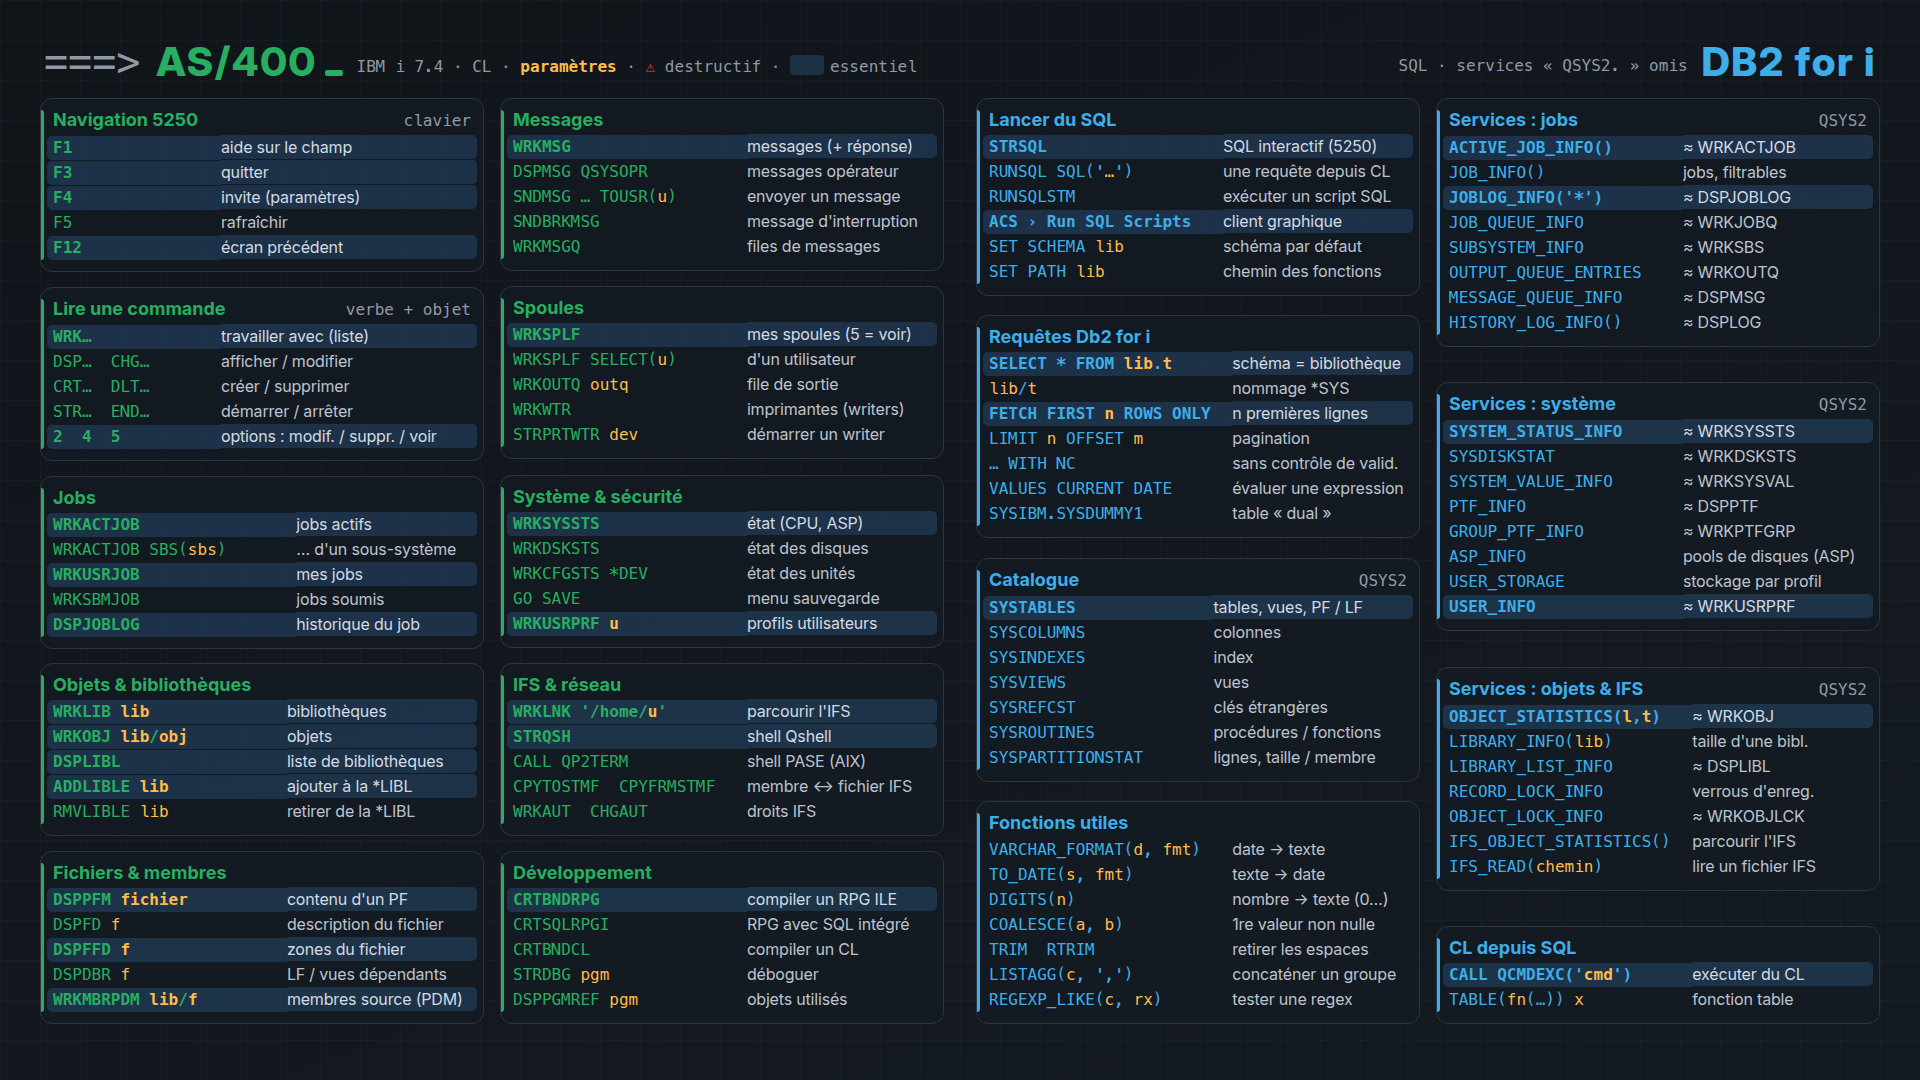 ===> AS/400 _ IBM i 7.4 · CL · paramètres · ⚠ destructif · essentiel
SQL · services « QSYS2. » omis DB2 for i
Navigation 5250 clavier
F1 aide sur le champ
F3 quitter
F4 invite (paramètres)
F5 rafraîchir
F12 écran précédent
Lire une commande verbe + objet
WRK… travailler avec (liste)
DSP… CHG… afficher / modifier
CRT… DLT… créer / supprimer
STR… END… démarrer / arrêter
2 4 5 options : modif. / suppr. / voir
Jobs
WRKACTJOB jobs actifs
WRKACTJOB SBS(sbs) … d'un sous-système
WRKUSRJOB mes jobs
WRKSBMJOB jobs soumis
DSPJOBLOG historique du job
Objets & bibliothèques
WRKLIB lib bibliothèques
WRKOBJ lib/obj objets
DSPLIBL liste de bibliothèques
ADDLIBLE lib ajouter à la *LIBL
RMVLIBLE lib retirer de la *LIBL
Fichiers & membres
DSPPFM fichier contenu d'un PF
DSPFD f description du fichier
DSPFFD f zones du fichier
DSPDBR f LF / vues dépendants
WRKMBRPDM lib/f membres source (PDM)
Messages
WRKMSG messages (+ réponse)
DSPMSG QSYSOPR messages opérateur
SNDMSG … TOUSR(u) envoyer un message
SNDBRKMSG message d'interruption
WRKMSGQ files de messages
Spoules
WRKSPLF mes spoules (5 = voir)
WRKSPLF SELECT(u) d'un utilisateur
WRKOUTQ outq file de sortie
WRKWTR imprimantes (writers)
STRPRTWTR dev démarrer un writer
Système & sécurité
WRKSYSSTS état (CPU, ASP)
WRKDSKSTS état des disques
WRKCFGSTS *DEV état des unités
GO SAVE menu sauvegarde
WRKUSRPRF u profils utilisateurs
IFS & réseau
WRKLNK '/home/u' parcourir l'IFS
STRQSH shell Qshell
CALL QP2TERM shell PASE (AIX)
CPYTOSTMF CPYFRMSTMF membre ↔ fichier IFS
WRKAUT CHGAUT droits IFS
Développement
CRTBNDRPG compiler un RPG ILE
CRTSQLRPGI RPG avec SQL intégré
CRTBNDCL compiler un CL
STRDBG pgm déboguer
DSPPGMREF pgm objets utilisés
Lancer du SQL
STRSQL SQL interactif (5250)
RUNSQL SQL('…') une requête depuis CL
RUNSQLSTM exécuter un script SQL
ACS › Run SQL Scripts client graphique
SET SCHEMA lib schéma par défaut
SET PATH lib chemin des fonctions
Requêtes Db2 for i
SELECT * FROM lib.t schéma = bibliothèque
lib/t nommage *SYS
FETCH FIRST n ROWS ONLY n premières lignes
LIMIT n OFFSET m pagination
… WITH NC sans contrôle de valid.
VALUES CURRENT DATE évaluer une expression
SYSIBM.SYSDUMMY1 table « dual »
Catalogue QSYS2
SYSTABLES tables, vues, PF / LF
SYSCOLUMNS colonnes
SYSINDEXES index
SYSVIEWS vues
SYSREFCST clés étrangères
SYSROUTINES procédures / fonctions
SYSPARTITIONSTAT lignes, taille / membre
Fonctions utiles
VARCHAR_FORMAT(d, fmt) date → texte
TO_DATE(s, fmt) texte → date
DIGITS(n) nombre → texte (0…)
COALESCE(a, b) 1re valeur non nulle
TRIM RTRIM retirer les espaces
LISTAGG(c, ',') concaténer un groupe
REGEXP_LIKE(c, rx) tester une regex
Services : jobs QSYS2
ACTIVE_JOB_INFO() ≈ WRKACTJOB
JOB_INFO() jobs, filtrables
JOBLOG_INFO('*') ≈ DSPJOBLOG
JOB_QUEUE_INFO ≈ WRKJOBQ
SUBSYSTEM_INFO ≈ WRKSBS
OUTPUT_QUEUE_ENTRIES ≈ WRKOUTQ
MESSAGE_QUEUE_INFO ≈ DSPMSG
HISTORY_LOG_INFO() ≈ DSPLOG
Services : système QSYS2
SYSTEM_STATUS_INFO ≈ WRKSYSSTS
SYSDISKSTAT ≈ WRKDSKSTS
SYSTEM_VALUE_INFO ≈ WRKSYSVAL
PTF_INFO ≈ DSPPTF
GROUP_PTF_INFO ≈ WRKPTFGRP
ASP_INFO pools de disques (ASP)
USER_STORAGE stockage par profil
USER_INFO ≈ WRKUSRPRF
Services : objets & IFS QSYS2
OBJECT_STATISTICS(l,t) ≈ WRKOBJ
LIBRARY_INFO(lib) taille d'une bibl.
LIBRARY_LIST_INFO ≈ DSPLIBL
RECORD_LOCK_INFO verrous d'enreg.
OBJECT_LOCK_INFO ≈ WRKOBJLCK
IFS_OBJECT_STATISTICS() parcourir l'IFS
IFS_READ(chemin) lire un fichier IFS
CL depuis SQL
CALL QCMDEXC('cmd') exécuter du CL
TABLE(fn(…)) x fonction table